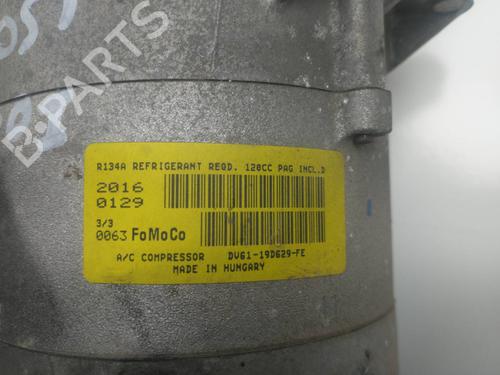 B-PARTS
R134A REFRIGERANT REQD. 120CC PAG INCL.D
2016
0129
3/3
0063 FoMoCo
A/C COMPRESSOR DV61-19D629-FE
MADE IN HUNGARY